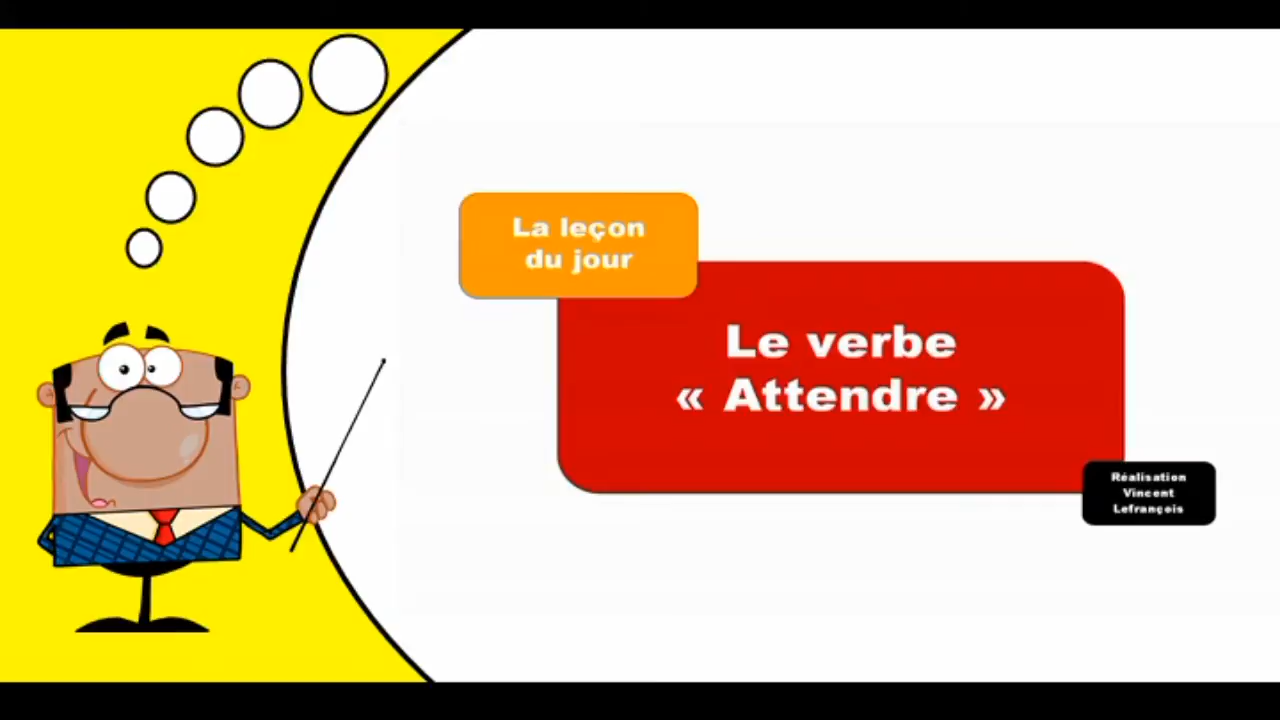 La leçon
du jour
Le verbe
« Attendre »
Réalisation
Vincent
Lefrançois